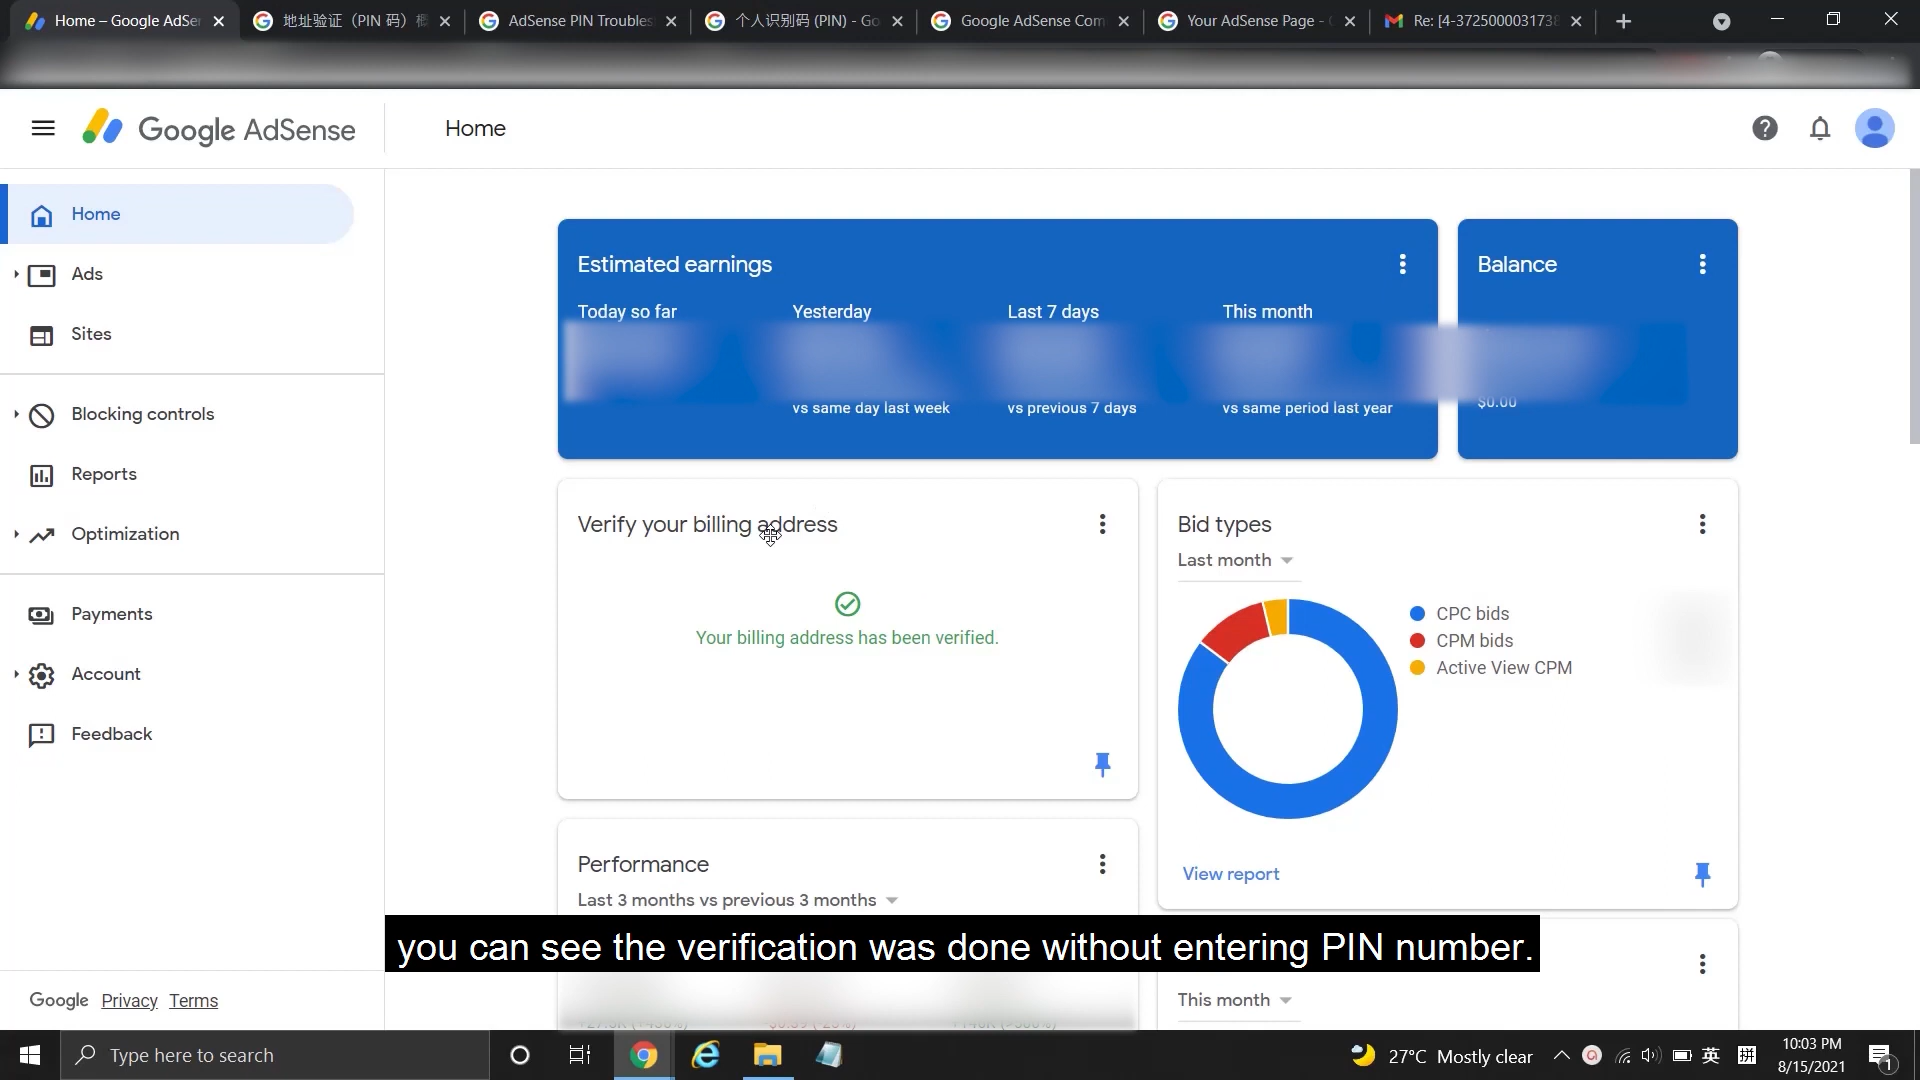 Home – Google AdSer
地址验证（PIN 码）概
AdSense PIN Troubles
个人识别码 (PIN) - Go
Google AdSense Com
Your AdSense Page - G
Re: [4-3725000031738
Google AdSense
Home
Home
Ads
Sites
Blocking controls
Reports
Optimization
Payments
Account
Feedback
Google Privacy Terms
Estimated earnings
Today so far Yesterday Last 7 days This month
vs same day last week vs previous 7 days vs same period last year
Balance
$0.00
Verify your billing address
Your billing address has been verified.
Bid types
Last month
CPC bids
CPM bids
Active View CPM
View report
Performance
Last 3 months vs previous 3 months
you can see the verification was done without entering PIN number.
This month
Type here to search
27°C Mostly clear
英
拼
10:03 PM
8/15/2021
1